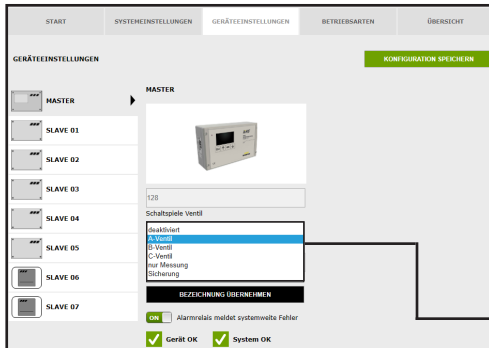 START SYSTEMEINSTELLUNGEN GERÄTEEINSTELLUNGEN BETRIEBSARTEN ÜBERSICHT
GERÄTEEINSTELLUNGEN
KONFIGURATION SPEICHERN
MASTER
SLAVE 01
SLAVE 02
SLAVE 03
SLAVE 04
SLAVE 05
SLAVE 06
SLAVE 07
MASTER
128
Schaltspiele Ventil
deaktiviert
A-Ventil
B-Ventil
C-Ventil
nur Messung
Sicherung
BEZEICHNUNG ÜBERNEHMEN
ON Alarmrelais meldet systemweite Fehler
Gerät OK System OK